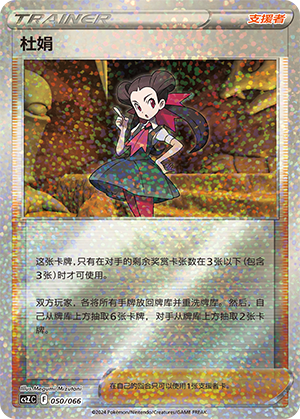 TRAINER
支援者
杜娟
这张卡牌，只有在对手的剩余奖赏卡张数在3张以下（包含
3张）时才可使用。
双方玩家，各将所有手牌放回牌库并重洗牌库。然后，自
己从牌库上方抽取6张卡牌，对手从牌库上方抽取2张卡
牌。
Illus. Megumi Mizutani
csZC F 050/066
在自己的回合只可以使用1张支援者卡。
©2024 Pokémon/Nintendo/Creatures/GAME FREAK